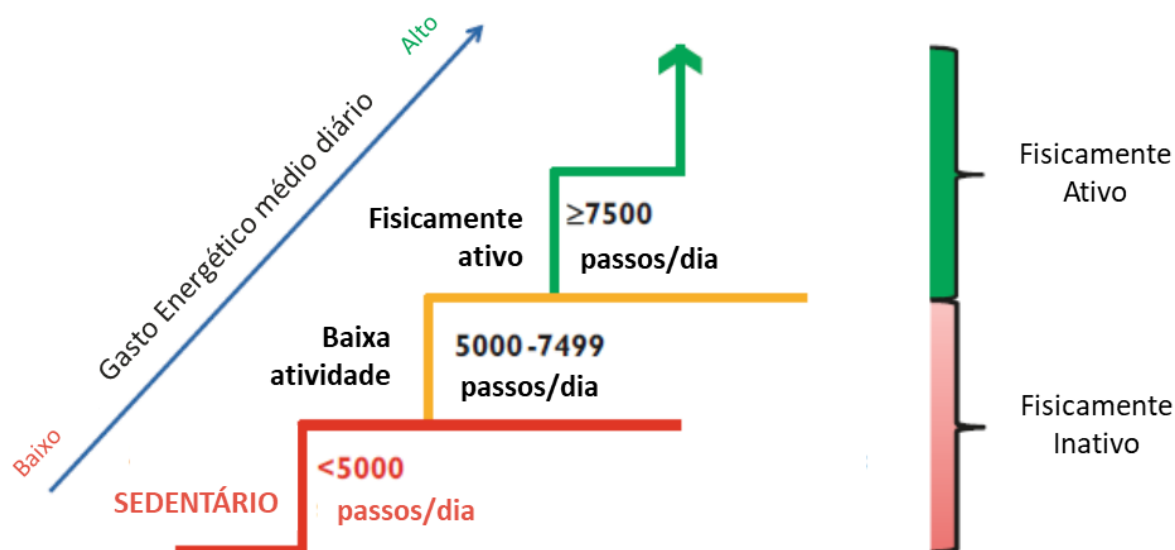 Alto
Gasto Energético médio diário
Baixo
Fisicamente
ativo
≥7500
passos/dia
Baixa
atividade
5000-7499
passos/dia
SEDENTÁRIO
<5000
passos/dia
Fisicamente
Ativo
Fisicamente
Inativo